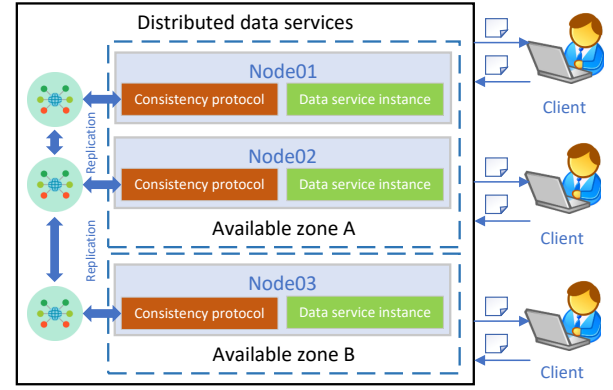 Distributed data services
Node01
Consistency protocol
Data service instance
Replication
Node02
Consistency protocol
Data service instance
Available zone A
Replication
Node03
Consistency protocol
Data service instance
Available zone B
Client
Client
Client